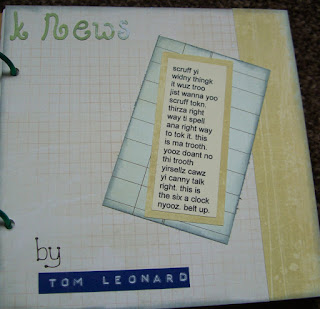 k News
scruff yi
widny thingk
it wuz troo
jist wanna yoo
scruff tokn.
thirza right
way ti spell
ana right way
to tok it. this
is ma trooth.
yooz doant no
thi trooth
yirsellz cawz
yi canny talk
right. this is
the six a clock
nyooz. belt up.
by
TOM LEONARD